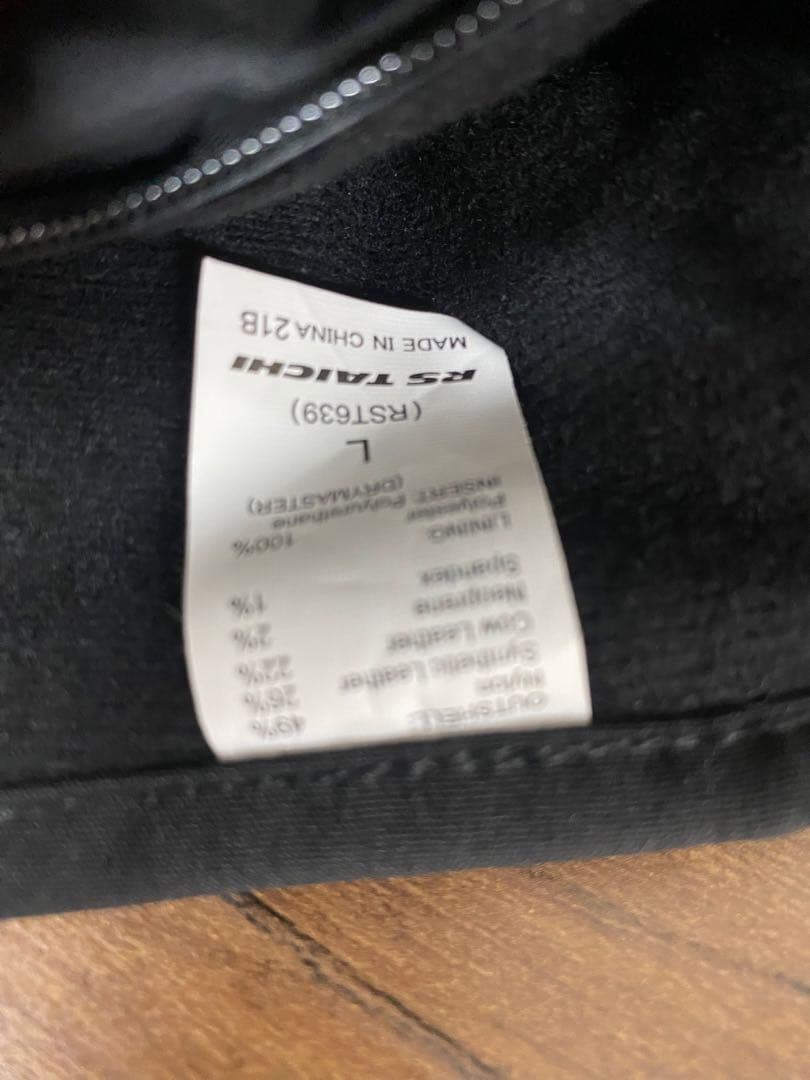 OUTSHELL:
Nylon 49%
Synthetic Leather 26%
Cow Leather 22%
Neoprene 2%
Spandex 1%
LINING:
Polyester 100%
INSERT: Polyurethane
(DRYMASTER)
L
(RST639)
RS TAICHI
MADE IN CHINA 21B